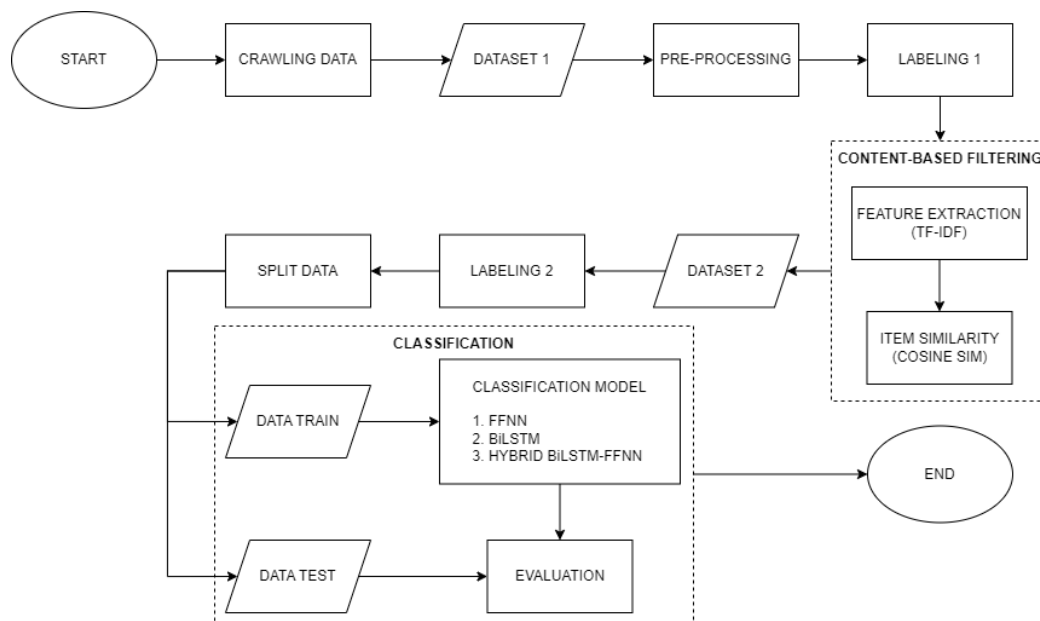 START
CRAWLING DATA
DATASET 1
PRE-PROCESSING
LABELING 1
CONTENT-BASED FILTERING
FEATURE EXTRACTION
(TF-IDF)
ITEM SIMILARITY
(COSINE SIM)
DATASET 2
LABELING 2
SPLIT DATA
CLASSIFICATION
DATA TRAIN
CLASSIFICATION MODEL
1. FFNN
2. BiLSTM
3. HYBRID BiLSTM-FFNN
DATA TEST
EVALUATION
END